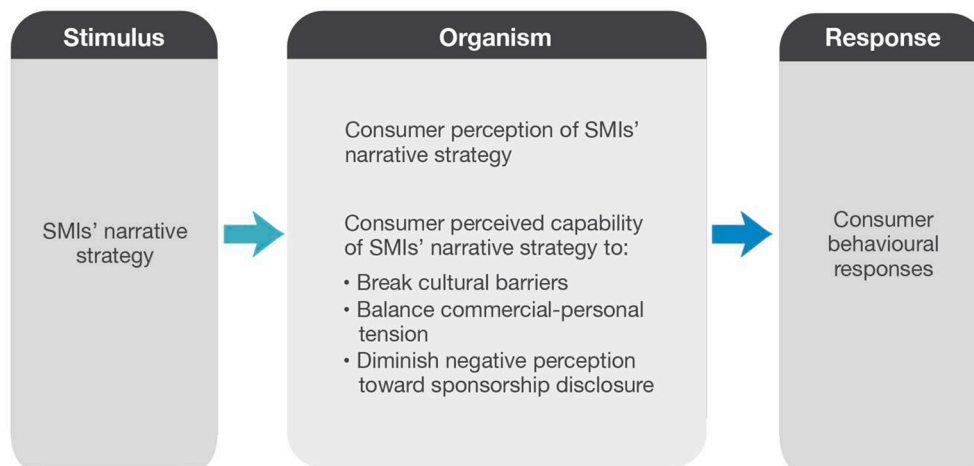 Stimulus
SMIs’ narrative
strategy
Organism
Consumer perception of SMIs’
narrative strategy
Consumer perceived capability
of SMIs’ narrative strategy to:
• Break cultural barriers
• Balance commercial-personal
tension
• Diminish negative perception
toward sponsorship disclosure
Response
Consumer
behavioural
responses